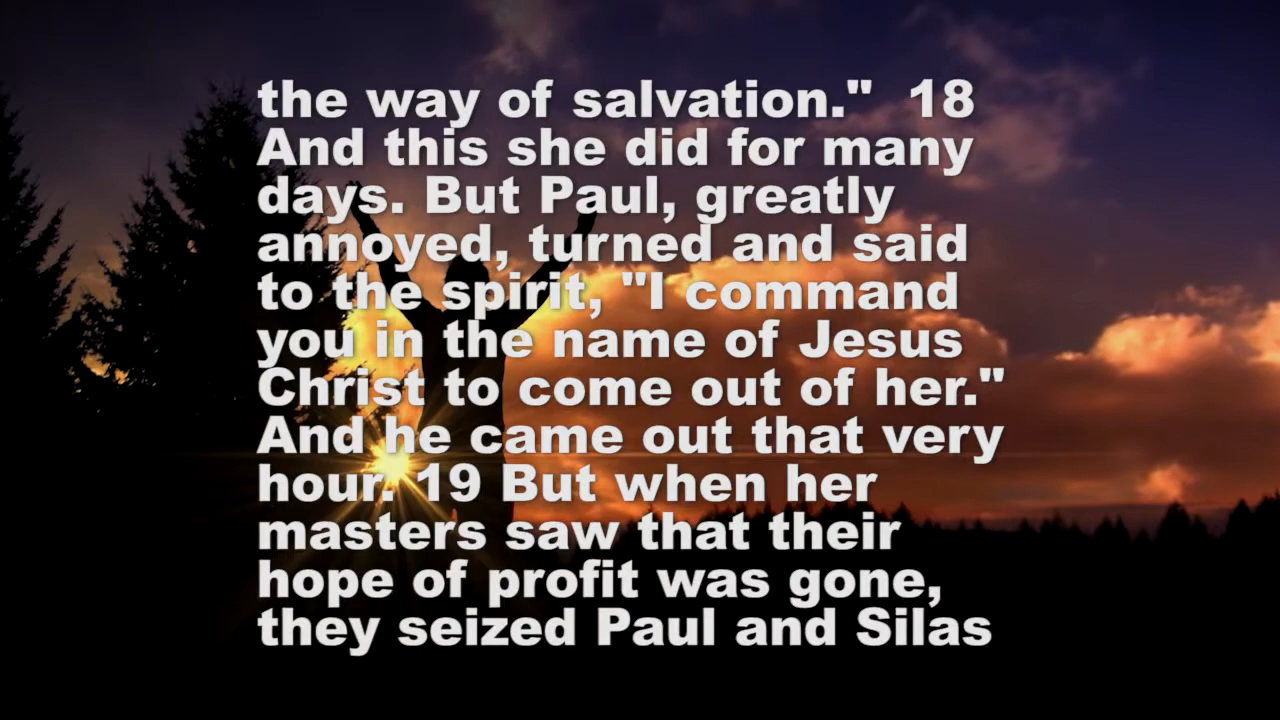 the way of salvation."  18
And this she did for many
days. But Paul, greatly
annoyed, turned and said
to the spirit, "I command
you in the name of Jesus
Christ to come out of her."
And he came out that very
hour. 19 But when her
masters saw that their
hope of profit was gone,
they seized Paul and Silas